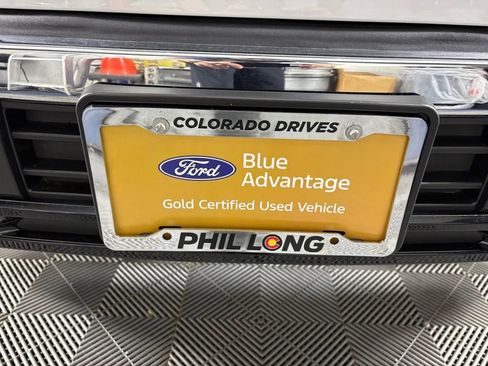 COLORADO DRIVES
Ford
Blue
Advantage
Gold Certified Used Vehicle
PHIL LONG